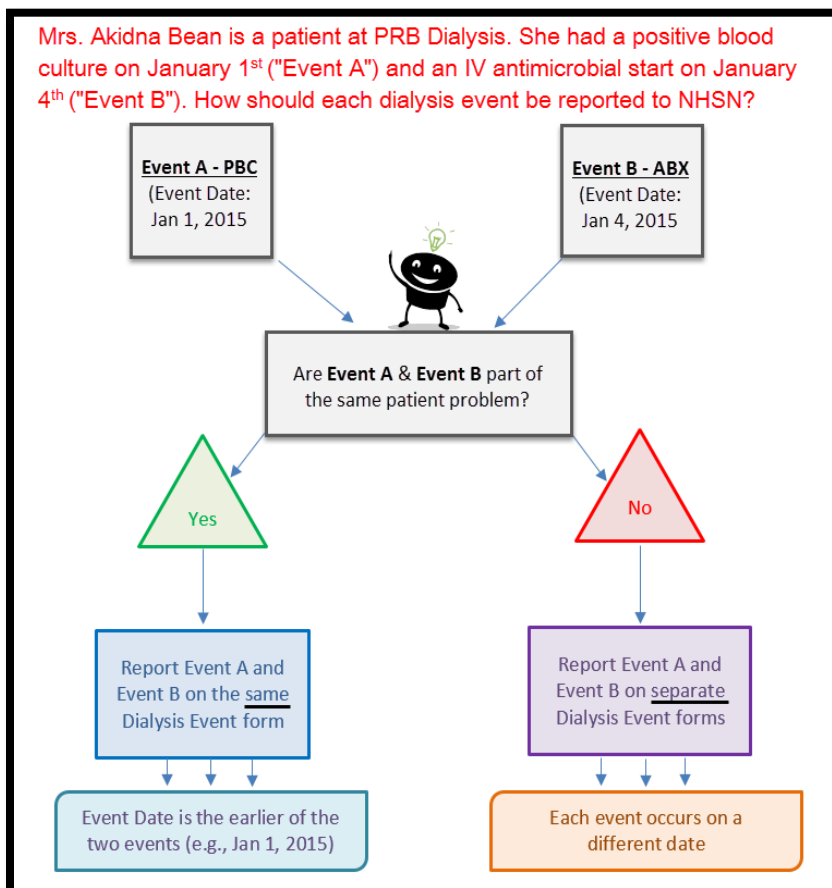 Mrs. Akidna Bean is a patient at PRB Dialysis. She had a positive blood
culture on January 1st ("Event A") and an IV antimicrobial start on January
4th ("Event B"). How should each dialysis event be reported to NHSN?
Event A - PBC
(Event Date:
Jan 1, 2015
Event B - ABX
(Event Date:
Jan 4, 2015
Are Event A & Event B part of
the same patient problem?
Yes
No
Report Event A and
Event B on the same
Dialysis Event form
Report Event A and
Event B on separate
Dialysis Event forms
Event Date is the earlier of the
two events (e.g., Jan 1, 2015)
Each event occurs on a
different date